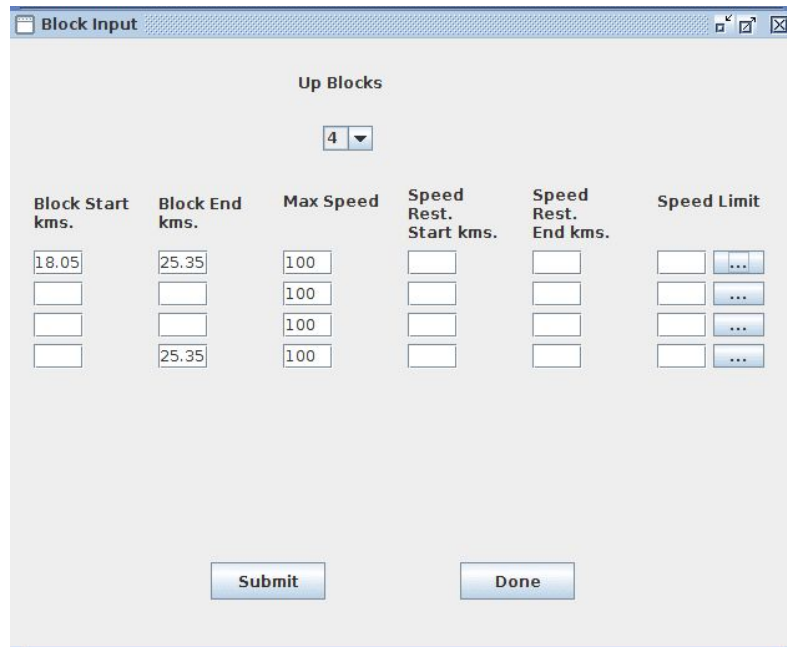 Block Input
Up Blocks
4
Block Start kms. Block End kms. Max Speed Speed Rest. Start kms. Speed Rest. End kms. Speed Limit
18.05 25.35 100 ...
100 ...
100 ...
25.35 100 ...
Submit Done